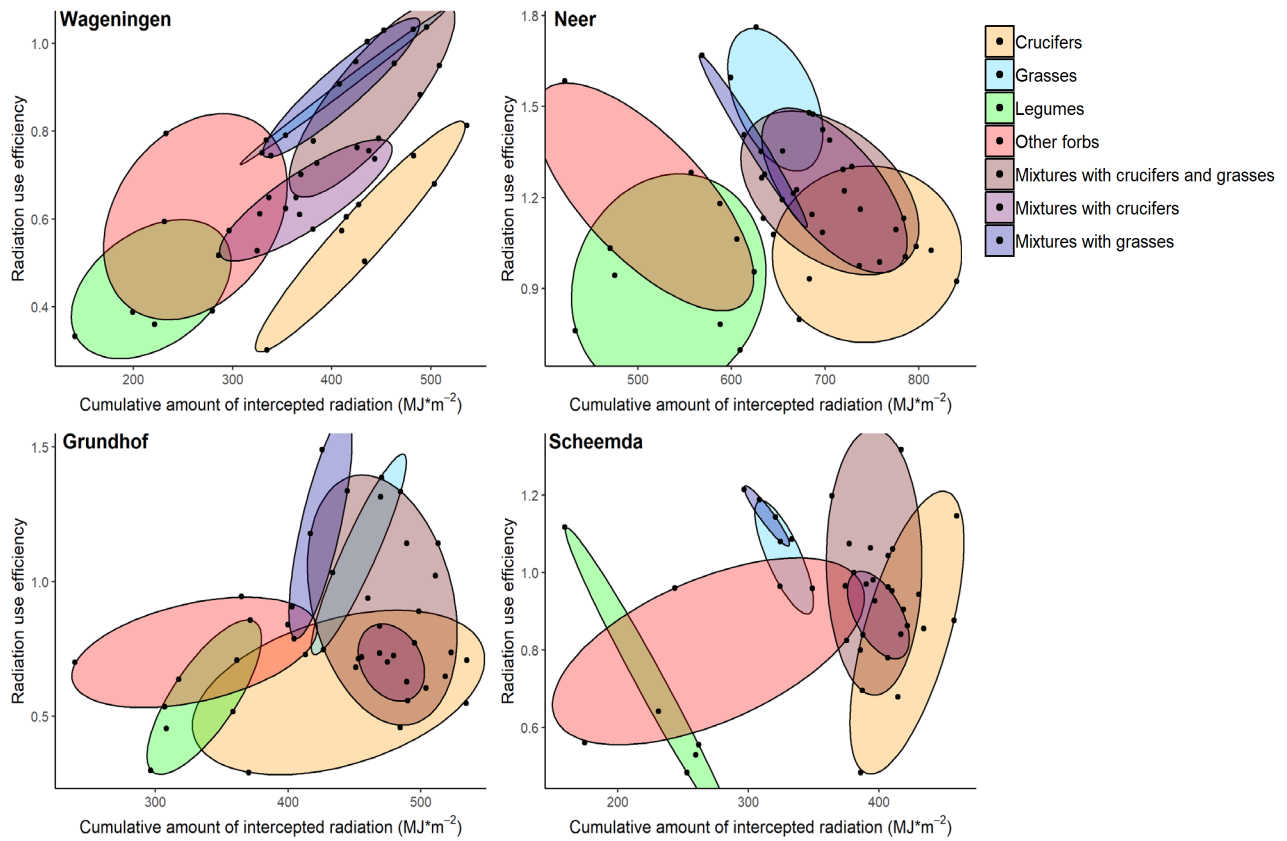 Wageningen
1.0
0.8
0.6
0.4
Radiation use efficiency
200 300 400 500
Cumulative amount of intercepted radiation (MJ*m⁻²)
Neer
1.8
1.5
1.2
0.9
Radiation use efficiency
500 600 700 800
Cumulative amount of intercepted radiation (MJ*m⁻²)
Crucifers
Grasses
Legumes
Other forbs
Mixtures with crucifers and grasses
Mixtures with crucifers
Mixtures with grasses
Grundhof
1.5
1.0
0.5
Radiation use efficiency
300 400 500
Cumulative amount of intercepted radiation (MJ*m⁻²)
Scheemda
1.2
1.0
0.8
0.6
Radiation use efficiency
200 300 400
Cumulative amount of intercepted radiation (MJ*m⁻²)